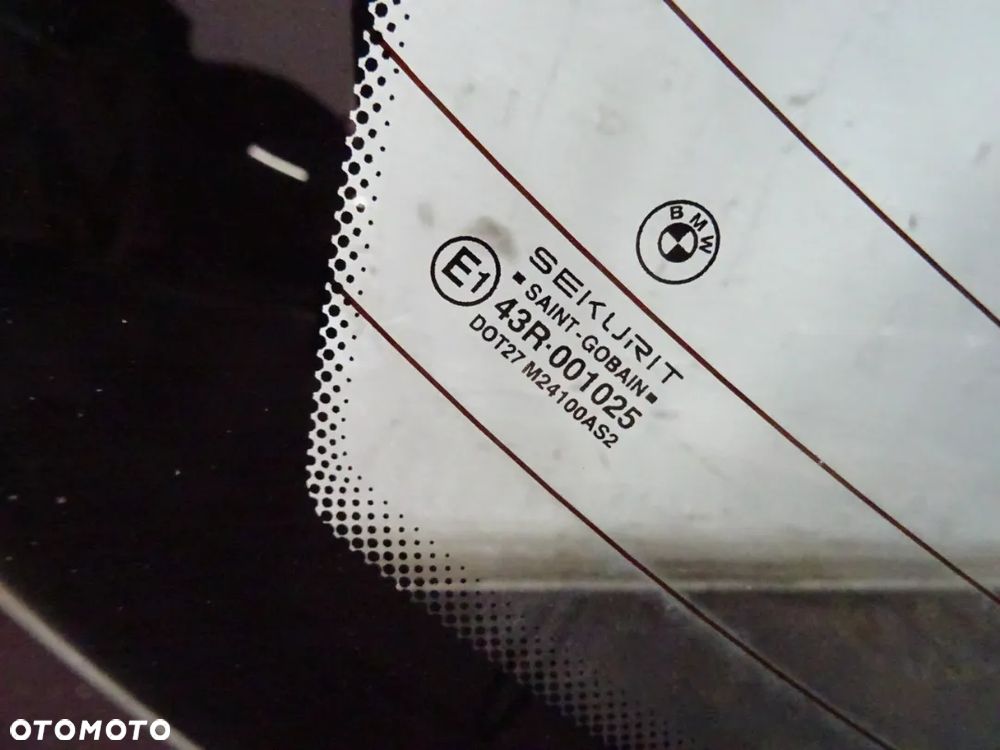 BMW
E1
SEKURIT
▪ SAINT-GOBAIN ▪
43R-001025
DOT27 M24100AS2
OTOMOTO